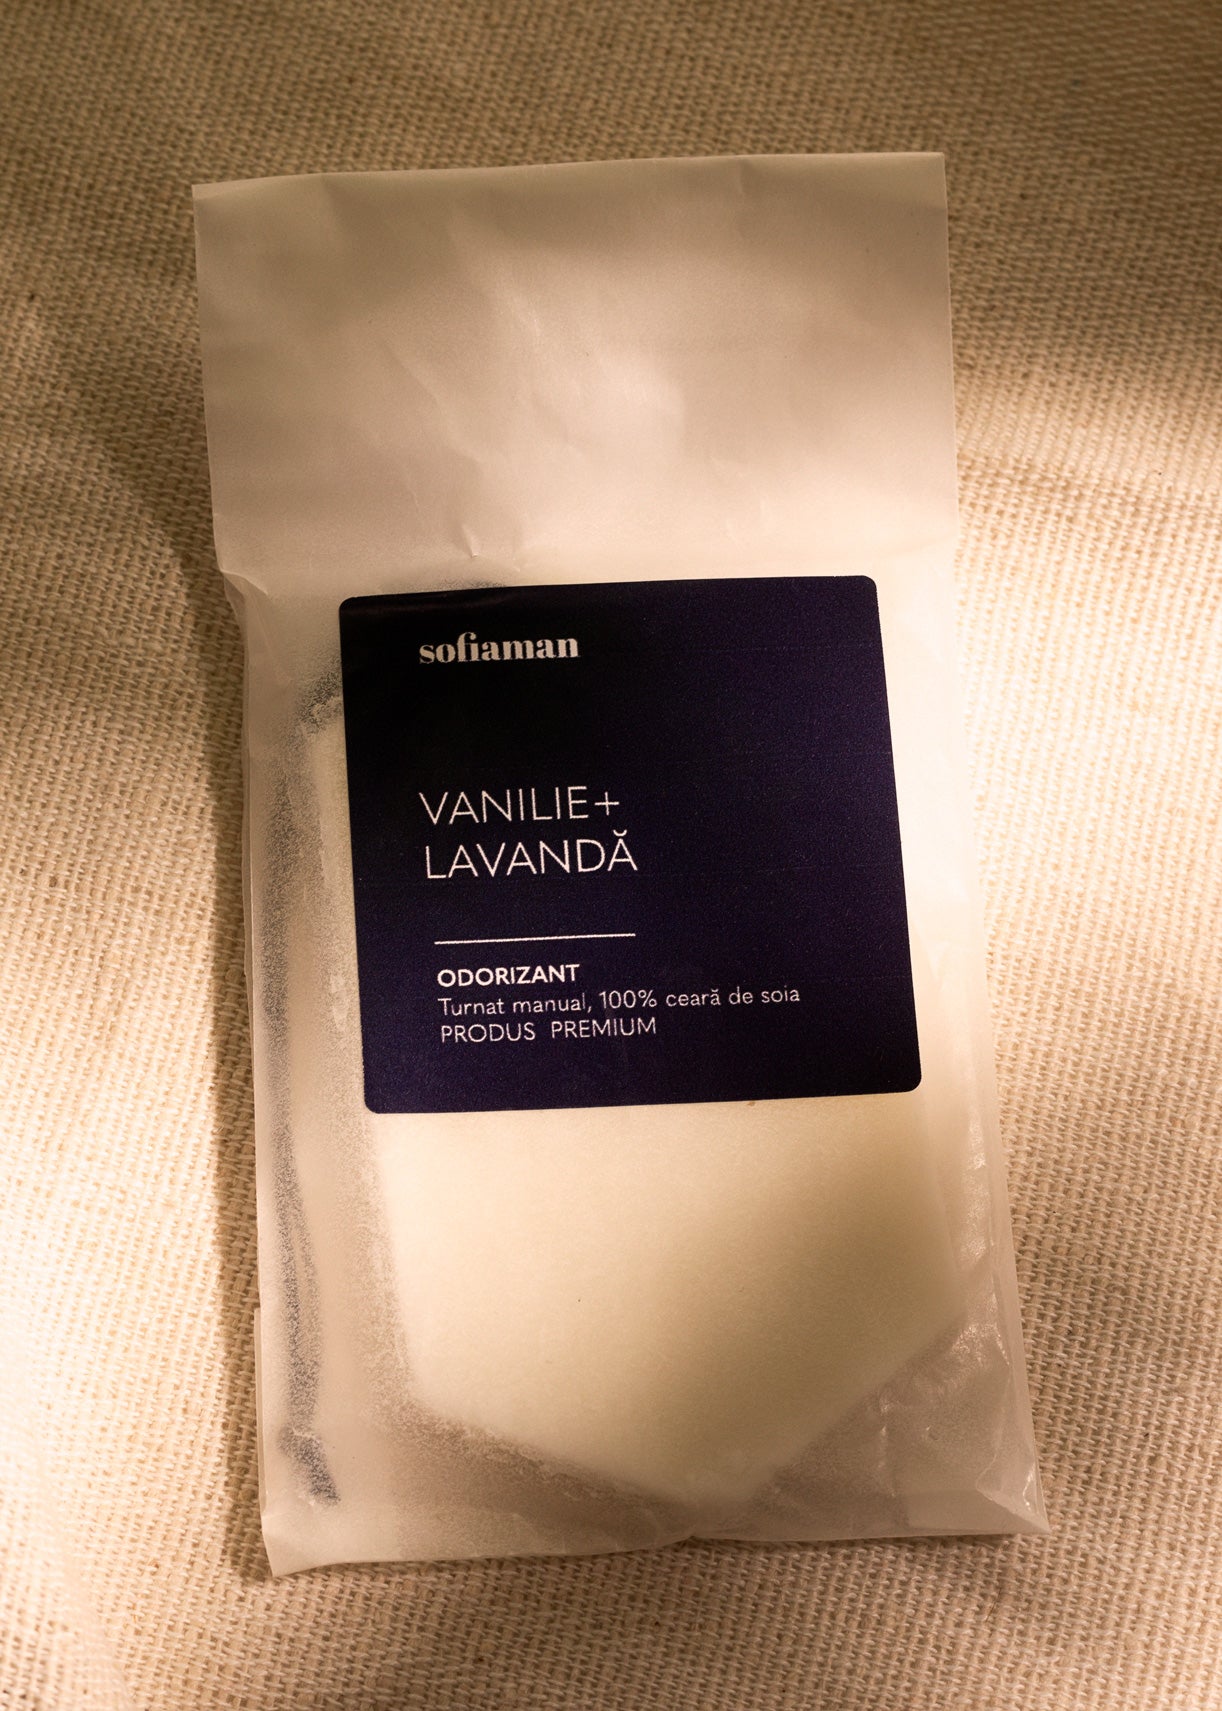 sofiaman
VANILIE+
LAVANDĂ
ODORIZANT
Turnat manual, 100% ceară de soia
PRODUS PREMIUM